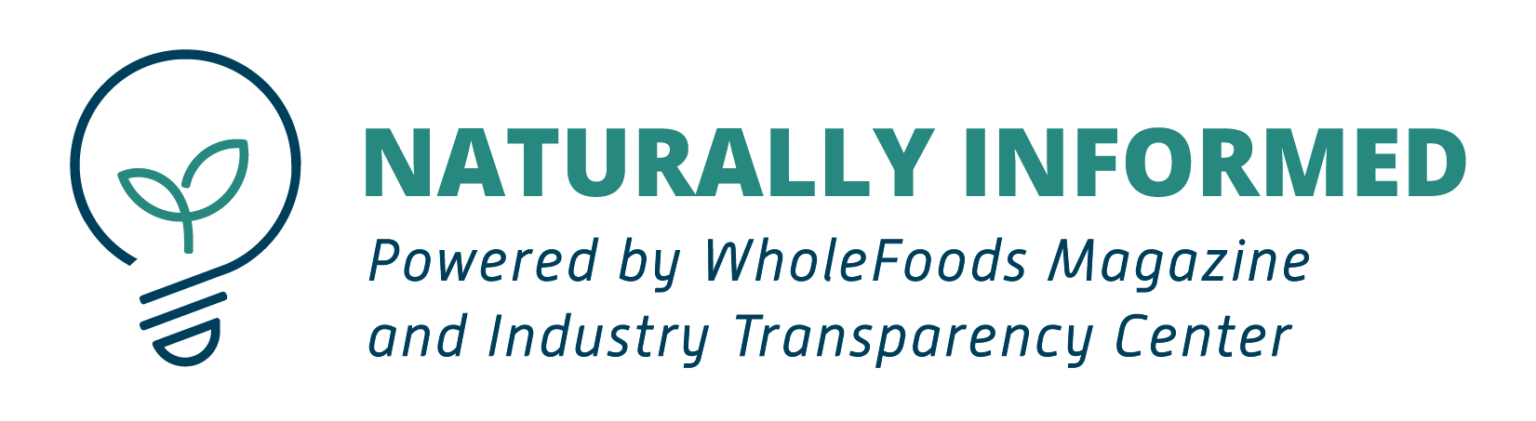 NATURALLY INFORMED
Powered by WholeFoods Magazine
and Industry Transparency Center